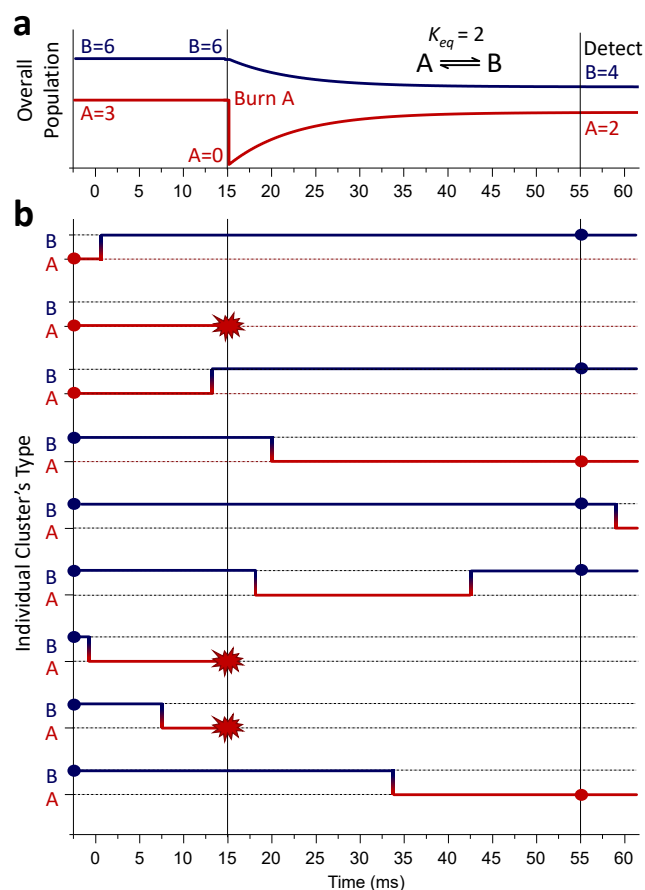 a
K_eq = 2
A ⇌ B
Detect
Overall
Population
B=6
B=6
B=4
A=3
Burn A
A=2
A=0
0 5 10 15 20 25 30 35 40 45 50 55 60
b
Individual Cluster's Type
B
A
B
A
B
A
B
A
B
A
B
A
B
A
B
A
B
A
0 5 10 15 20 25 30 35 40 45 50 55 60
Time (ms)